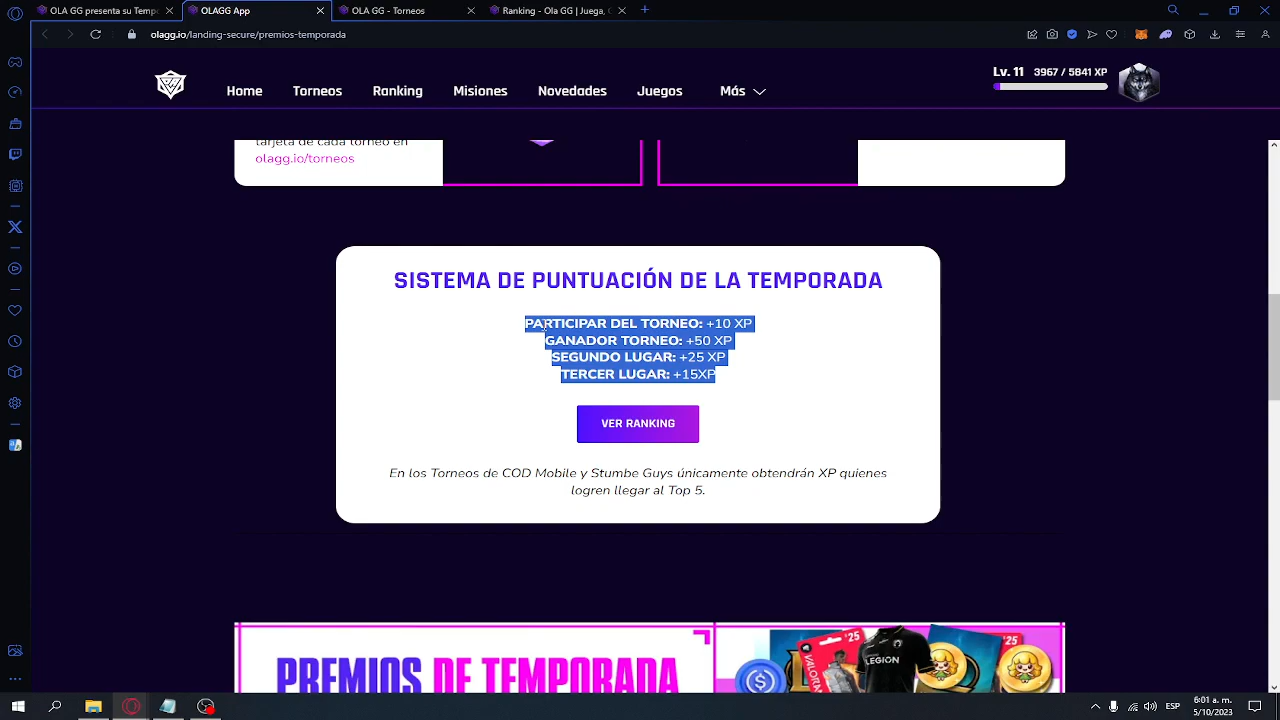 OLA GG presenta su Temp
OLAGG App
OLA GG - Torneos
Ranking - Ola GG | Juega, G
olagg.io/landing-secure/premios-temporada
Lv. 11 3967 / 5841 XP
Home Torneos Ranking Misiones Novedades Juegos Más
tarjeta de cada torneo en
olagg.io/torneos
SISTEMA DE PUNTUACIÓN DE LA TEMPORADA
PARTICIPAR DEL TORNEO: +10 XP
GANADOR TORNEO: +50 XP
SEGUNDO LUGAR: +25 XP
TERCER LUGAR: +15XP
VER RANKING
En los Torneos de COD Mobile y Stumbe Guys únicamente obtendrán XP quienes
logren llegar al Top 5.
PREMIOS DE TEMPORADA
$25
VALORANT
LEGION
$25
ESP
6:01 a. m.
5/10/2023